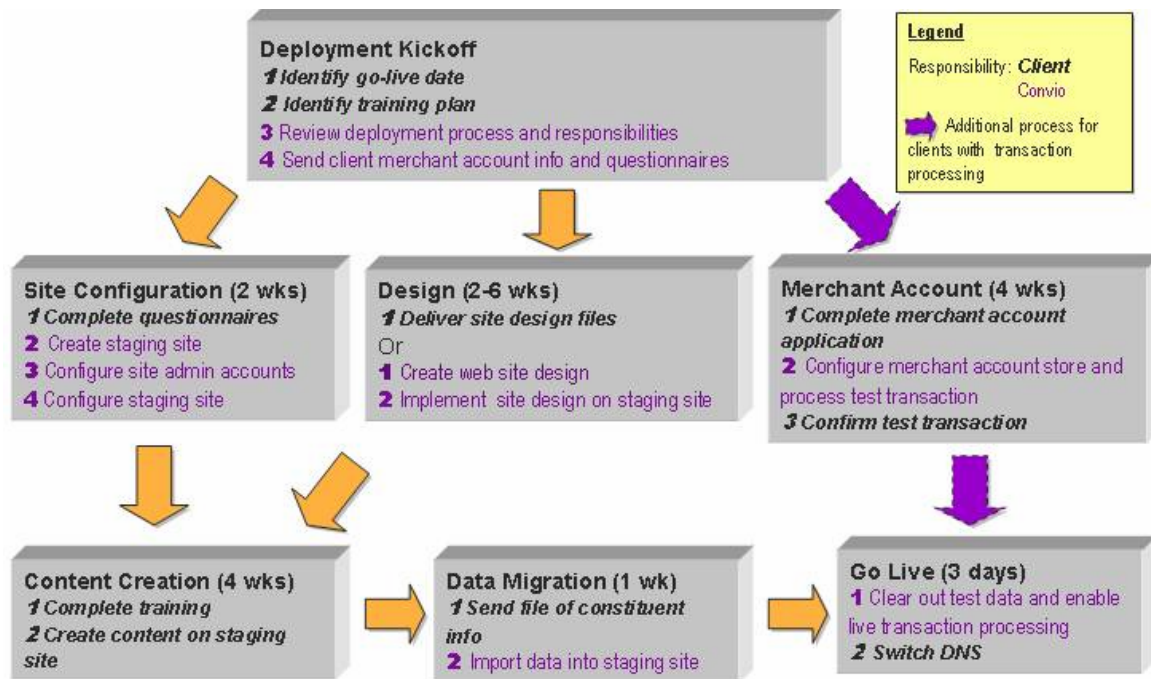 Deployment Kickoff
1 Identify go-live date
2 Identify training plan
3 Review deployment process and responsibilities
4 Send client merchant account info and questionnaires
Legend
Responsibility: Client
Convio
Additional process for
clients with transaction
processing
Site Configuration (2 wks)
1 Complete questionnaires
2 Create staging site
3 Configure site admin accounts
4 Configure staging site
Design (2-6 wks)
1 Deliver site design files
Or
1 Create web site design
2 Implement site design on staging site
Merchant Account (4 wks)
1 Complete merchant account
application
2 Configure merchant account store and
process test transaction
3 Confirm test transaction
Content Creation (4 wks)
1 Complete training
2 Create content on staging
site
Data Migration (1 wk)
1 Send file of constituent
info
2 Import data into staging site
Go Live (3 days)
1 Clear out test data and enable
live transaction processing
2 Switch DNS